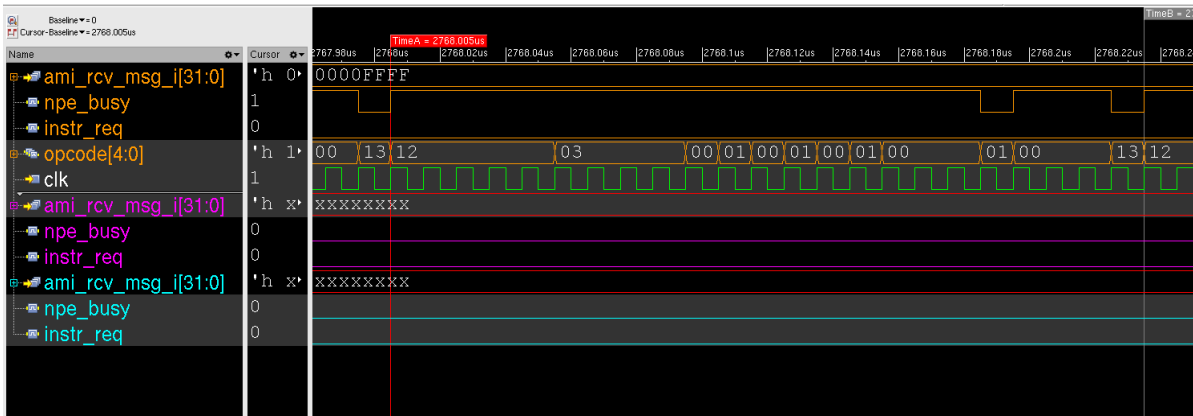 Baseline ▾ = 0
Cursor-Baseline ▾ = 2768.005us
TimeB = 2
TimeA = 2768.005us
Name Cursor 2767.98us 2768us 2768.02us 2768.04us 2768.06us 2768.08us 2768.1us 2768.12us 2768.14us 2768.16us 2768.18us 2768.2us 2768.22us 2768.2
ami_rcv_msg_i[31:0] 'h 0 0000FFFF
npe_busy 1
instr_req 0
opcode[4:0] 'h 1 00 13 12 03 00 01 00 01 00 01 00 01 00 13 12
clk 1
ami_rcv_msg_i[31:0] 'h x xxxxxxxx
npe_busy 0
instr_req 0
ami_rcv_msg_i[31:0] 'h x xxxxxxxx
npe_busy 0
instr_req 0